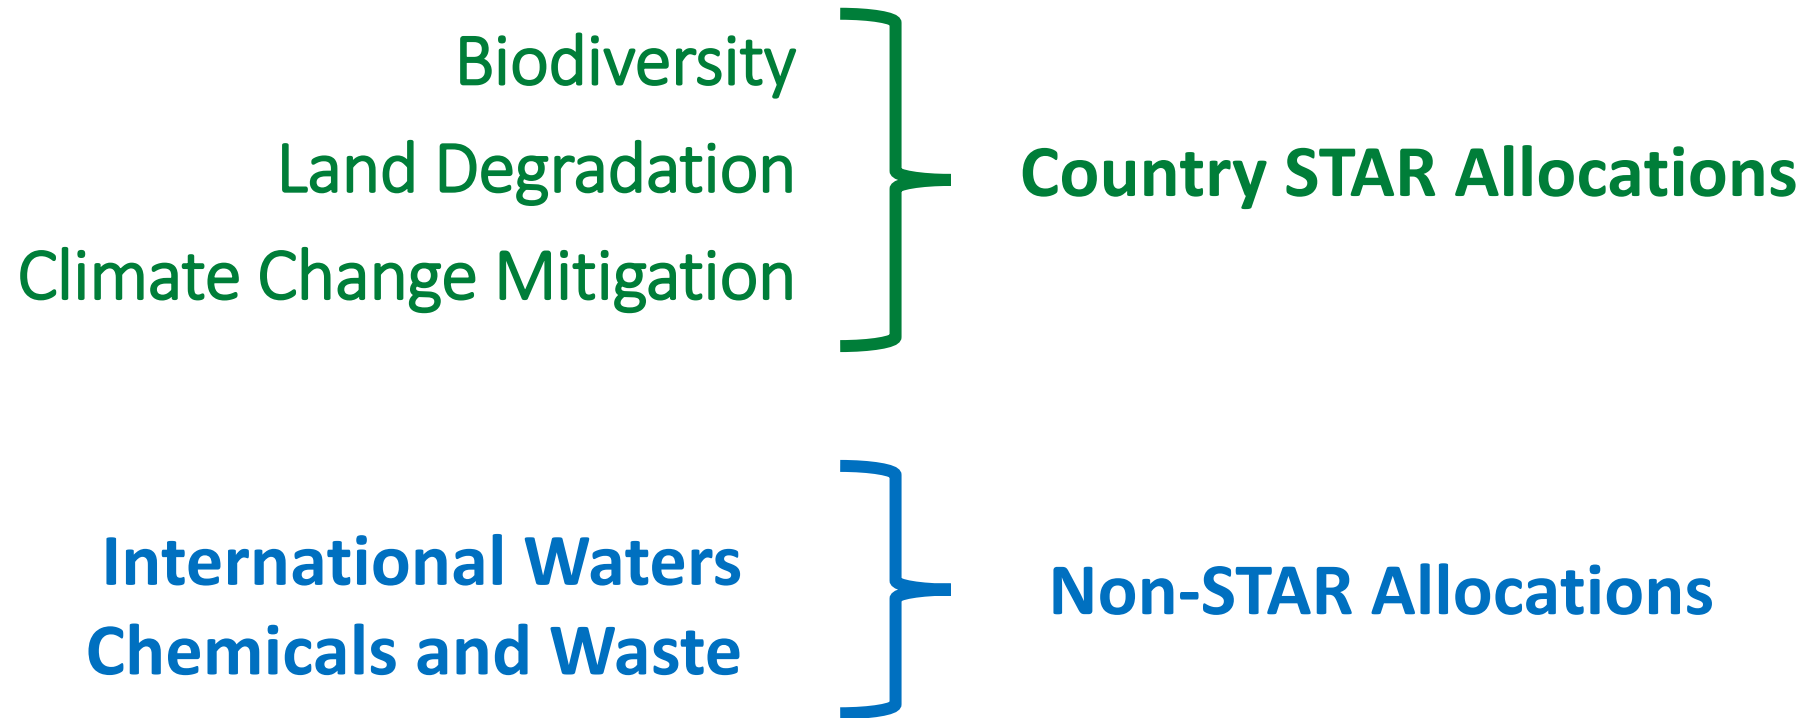 Biodiversity
Land Degradation
Climate Change Mitigation
Country STAR Allocations
International Waters
Chemicals and Waste
Non-STAR Allocations